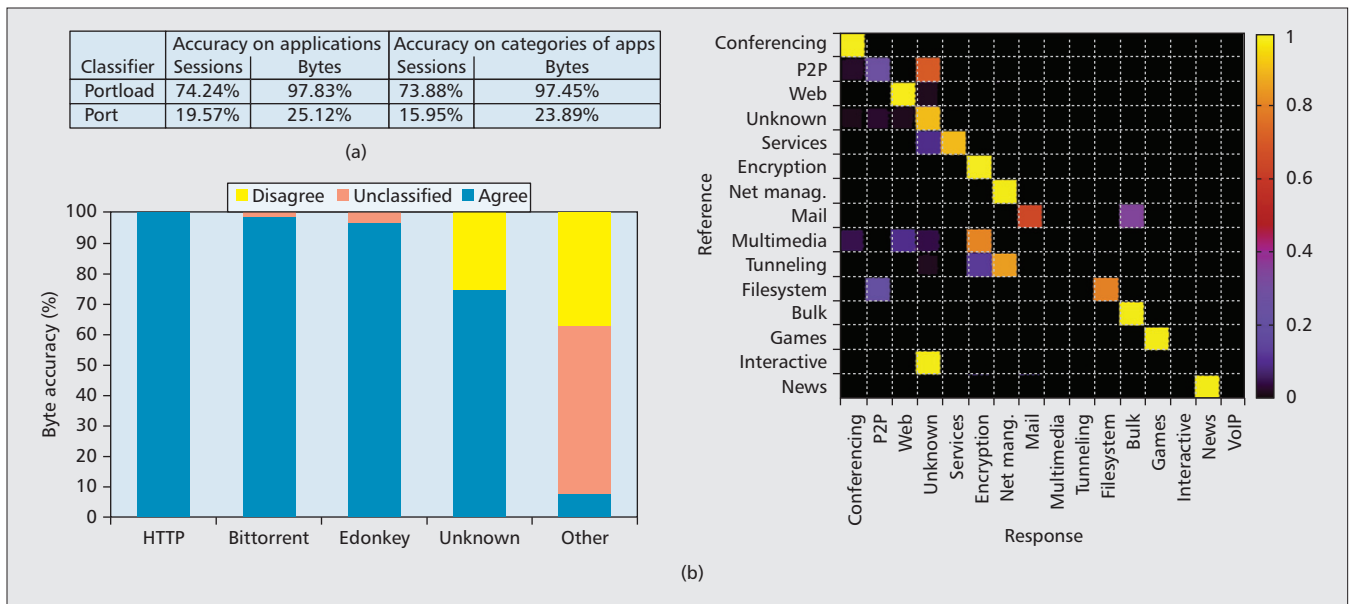 Accuracy on applications Accuracy on categories of apps
Classifier Sessions Bytes Sessions Bytes
Portload 74.24% 97.83% 73.88% 97.45%
Port 19.57% 25.12% 15.95% 23.89%
(a)
Disagree Unclassified Agree
Byte accuracy (%)
100
90
80
70
60
50
40
30
20
10
0
HTTP Bittorrent Edonkey Unknown Other
Reference
Conferencing
P2P
Web
Unknown
Services
Encryption
Net manag.
Mail
Multimedia
Tunneling
Filesystem
Bulk
Games
Interactive
News
Conferencing
P2P
Web
Unknown
Services
Encryption
Net mang.
Mail
Multimedia
Tunneling
Filesystem
Bulk
Games
Interactive
News
VoIP
Response
1
0.8
0.6
0.4
0.2
0
(b)